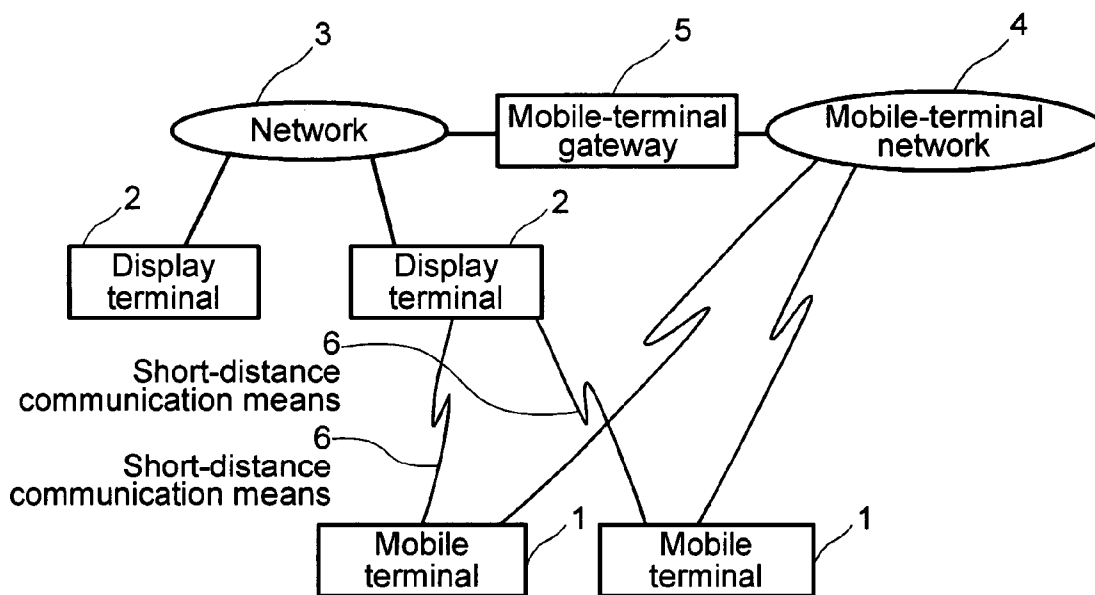 3
5
4
Network
Mobile-terminal
gateway
Mobile-terminal
network
2
2
Display
terminal
Display
terminal
6
Short-distance
communication means
6
Short-distance
communication means
1
1
Mobile
terminal
Mobile
terminal